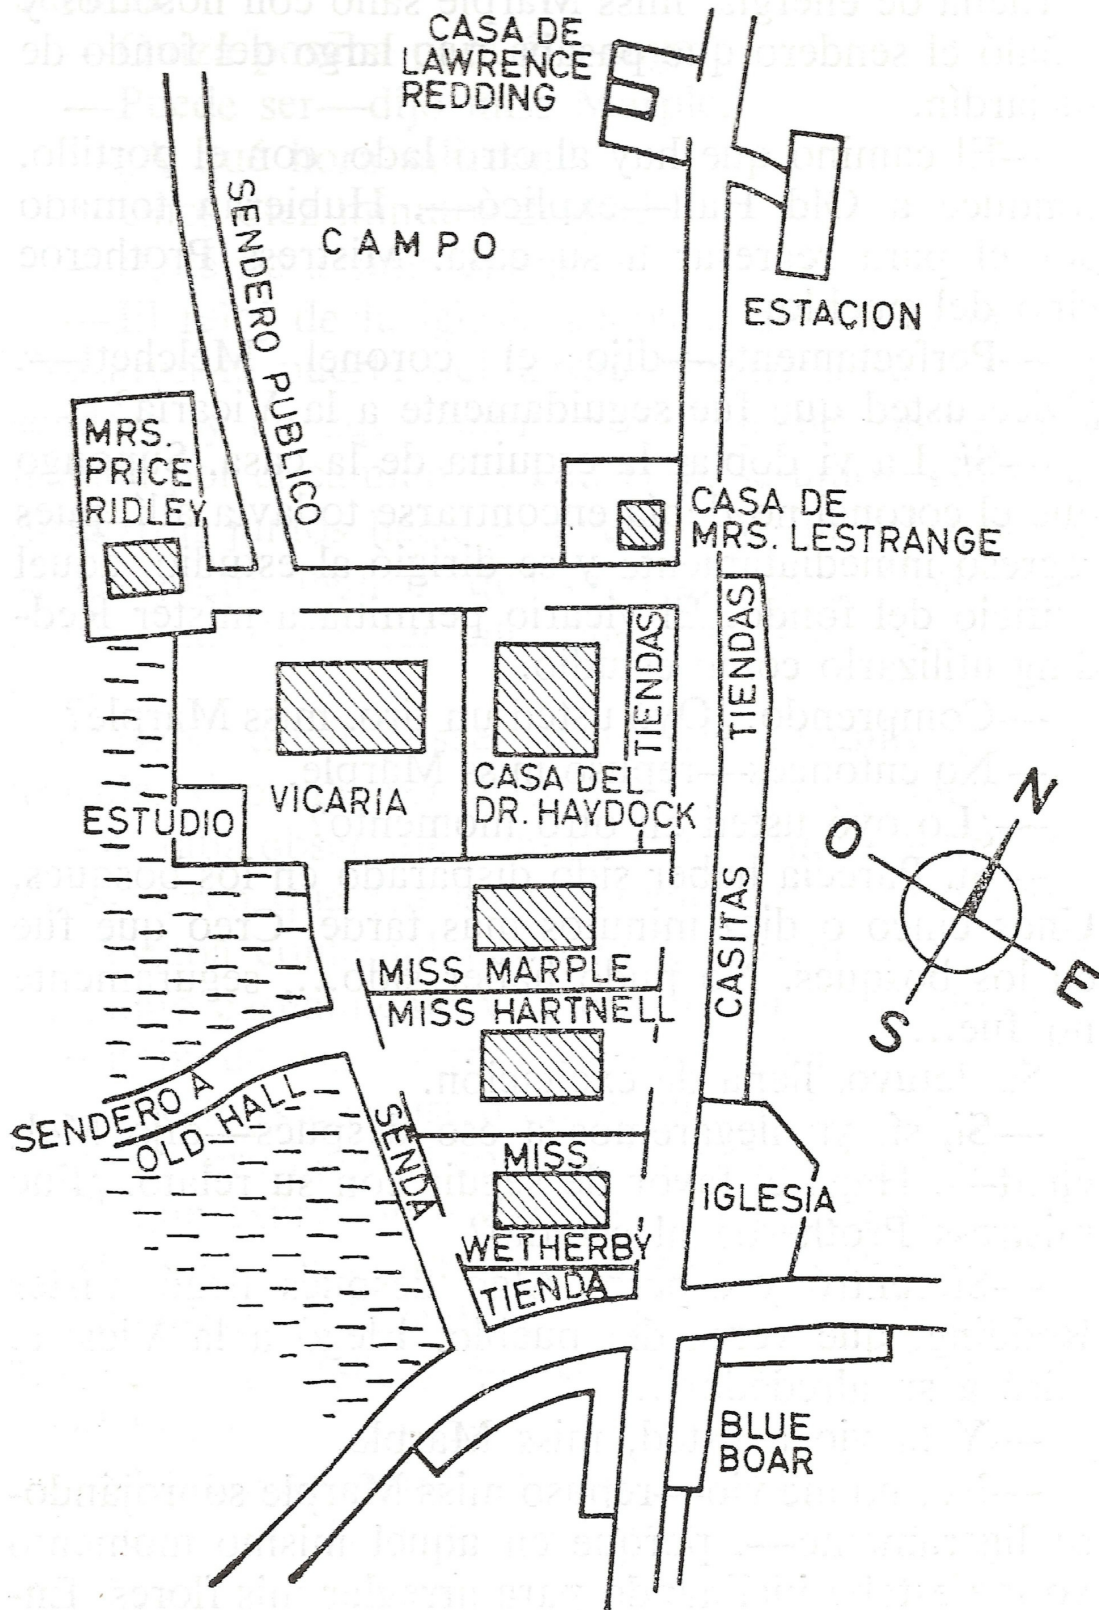 CASA DE
LAWRENCE
REDDING
SENDERO PUBLICO
CAMPO
ESTACION
MRS.
PRICE
RIDLEY
CASA DE
MRS. LESTRANGE
TIENDAS
TIENDAS
VICARIA
CASA DEL
DR. HAYDOCK
ESTUDIO
N
O
E
S
MISS MARPLE
MISS HARTNELL
CASITAS
SENDERO A
OLD-HALL
SENDA
MISS
WETHERBY
IGLESIA
TIENDA
BLUE
BOAR